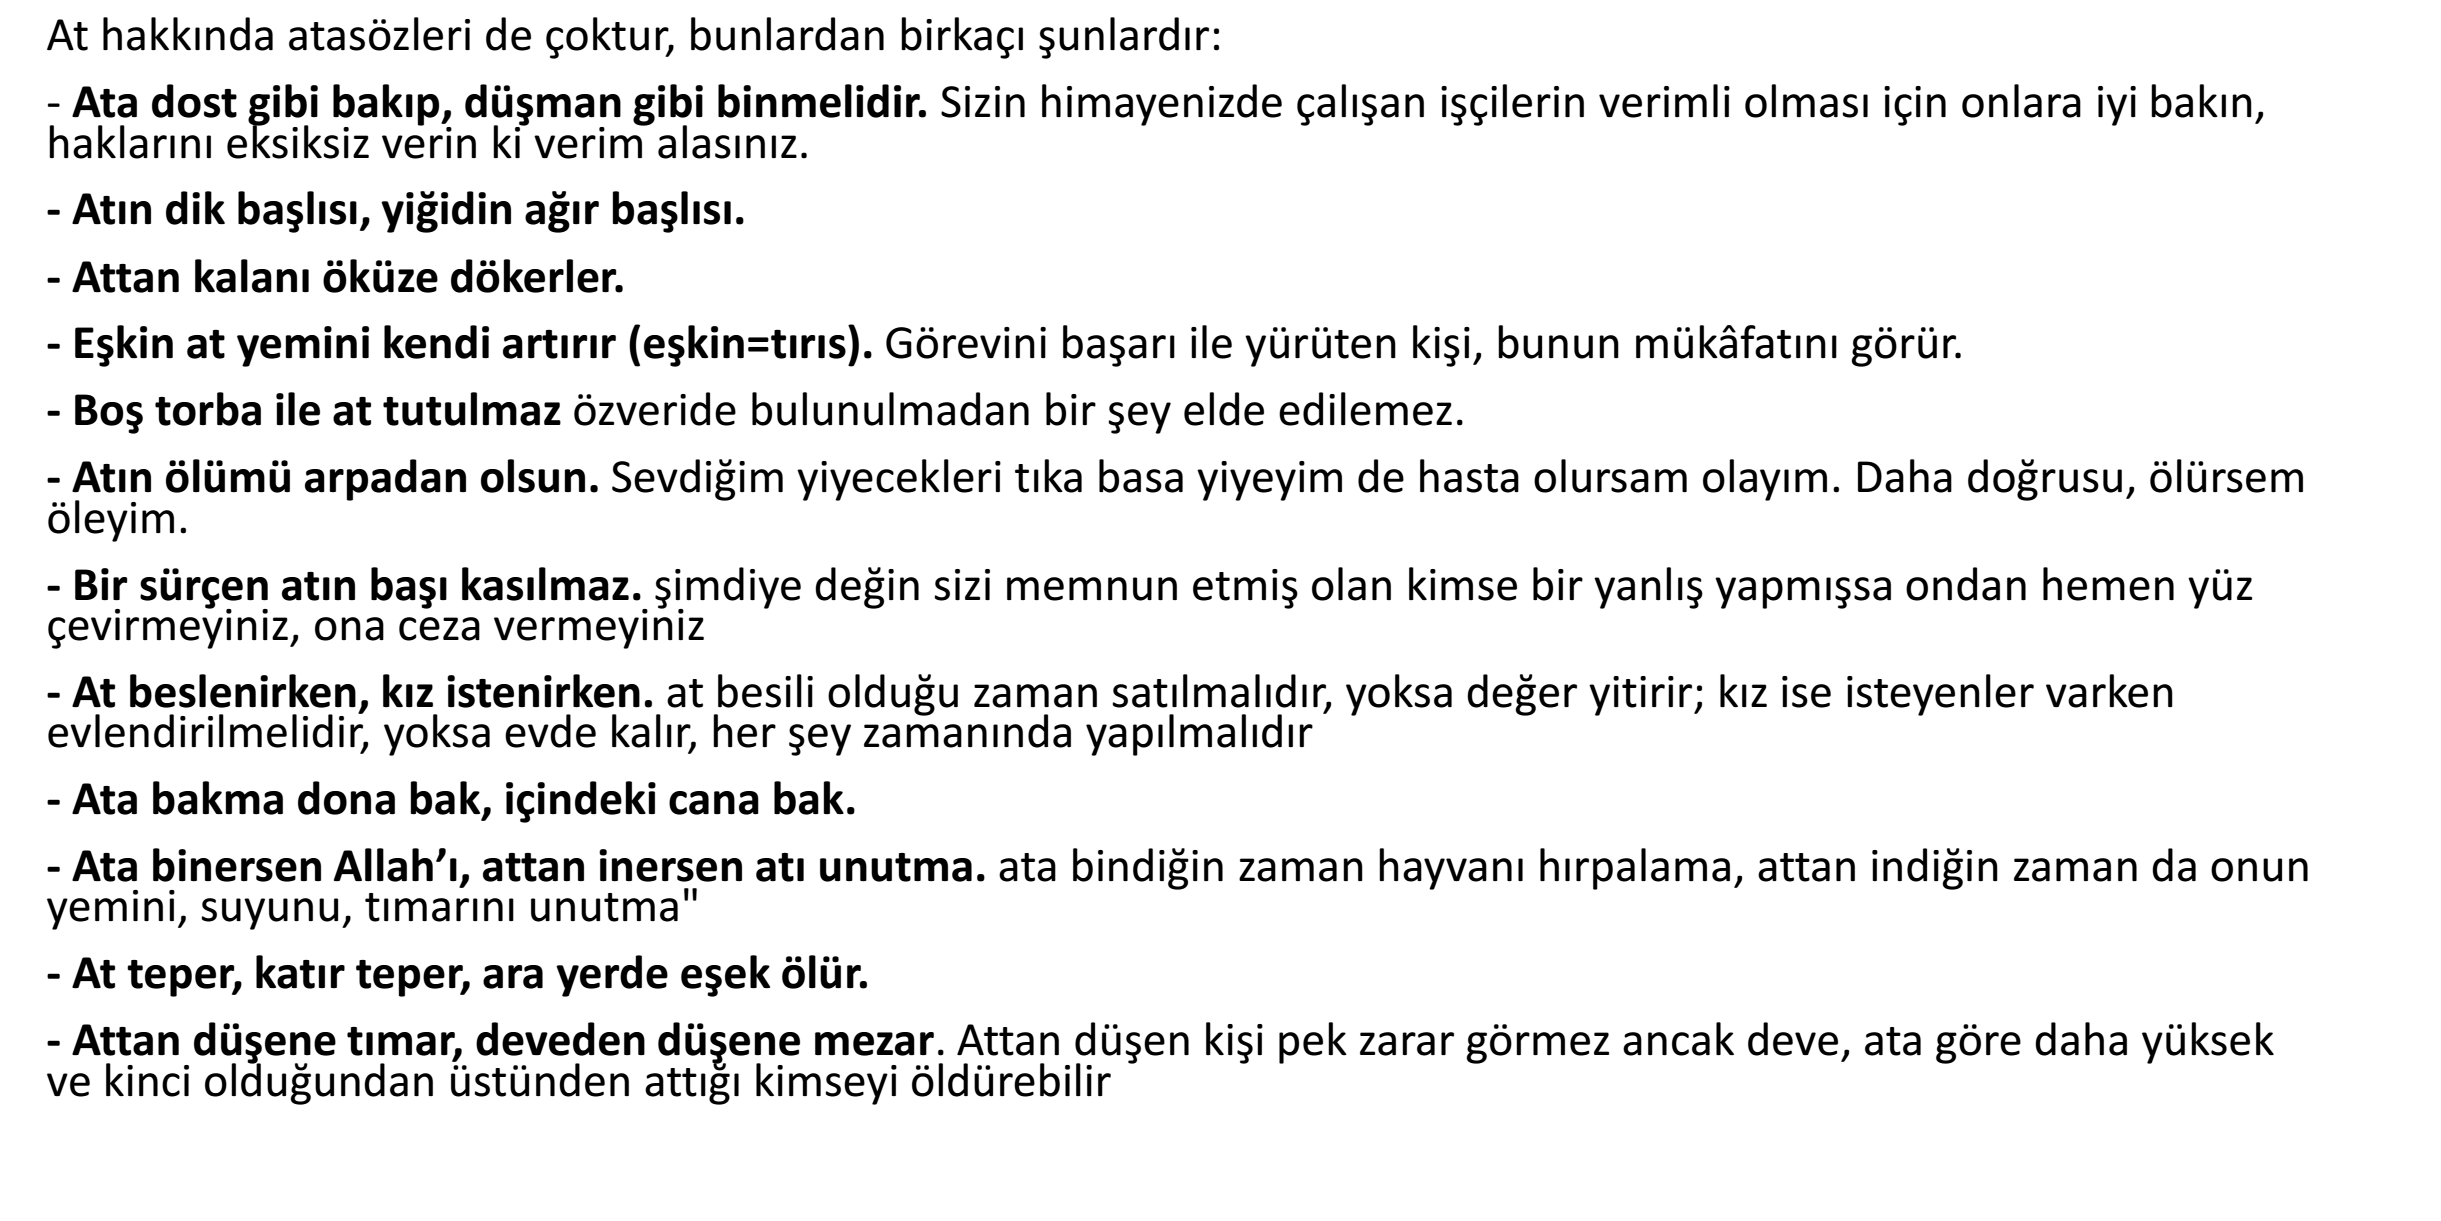 At hakkında atasözleri de çoktur, bunlardan birkaçı şunlardır:
- Ata dost gibi bakıp, düşman gibi binmelidir. Sizin himayenizde çalışan işçilerin verimli olması için onlara iyi bakın,
haklarını eksiksiz verin ki verim alasınız.
- Atın dik başlısı, yiğidin ağır başlısı.
- Attan kalanı öküze dökerler.
- Eşkin at yemini kendi artırır (eşkin=tırıs). Görevini başarı ile yürüten kişi, bunun mükâfatını görür.
- Boş torba ile at tutulmaz özveride bulunulmadan bir şey elde edilemez.
- Atın ölümü arpadan olsun. Sevdiğim yiyecekleri tıka basa yiyeyim de hasta olursam olayım. Daha doğrusu, ölürsem
öleyim.
- Bir sürçen atın başı kasılmaz. şimdiye değin sizi memnun etmiş olan kimse bir yanlış yapmışsa ondan hemen yüz
çevirmeyiniz, ona ceza vermeyiniz
- At beslenirken, kız istenirken. at besili olduğu zaman satılmalıdır, yoksa değer yitirir; kız ise isteyenler varken
evlendirilmelidir, yoksa evde kalır, her şey zamanında yapılmalıdır
- Ata bakma dona bak, içindeki cana bak.
- Ata binersen Allah’ı, attan inersen atı unutma. ata bindiğin zaman hayvanı hırpalama, attan indiğin zaman da onun
yemini, suyunu, tımarını unutma"
- At teper, katır teper, ara yerde eşek ölür.
- Attan düşene tımar, deveden düşene mezar. Attan düşen kişi pek zarar görmez ancak deve, ata göre daha yüksek
ve kinci olduğundan üstünden attığı kimseyi öldürebilir